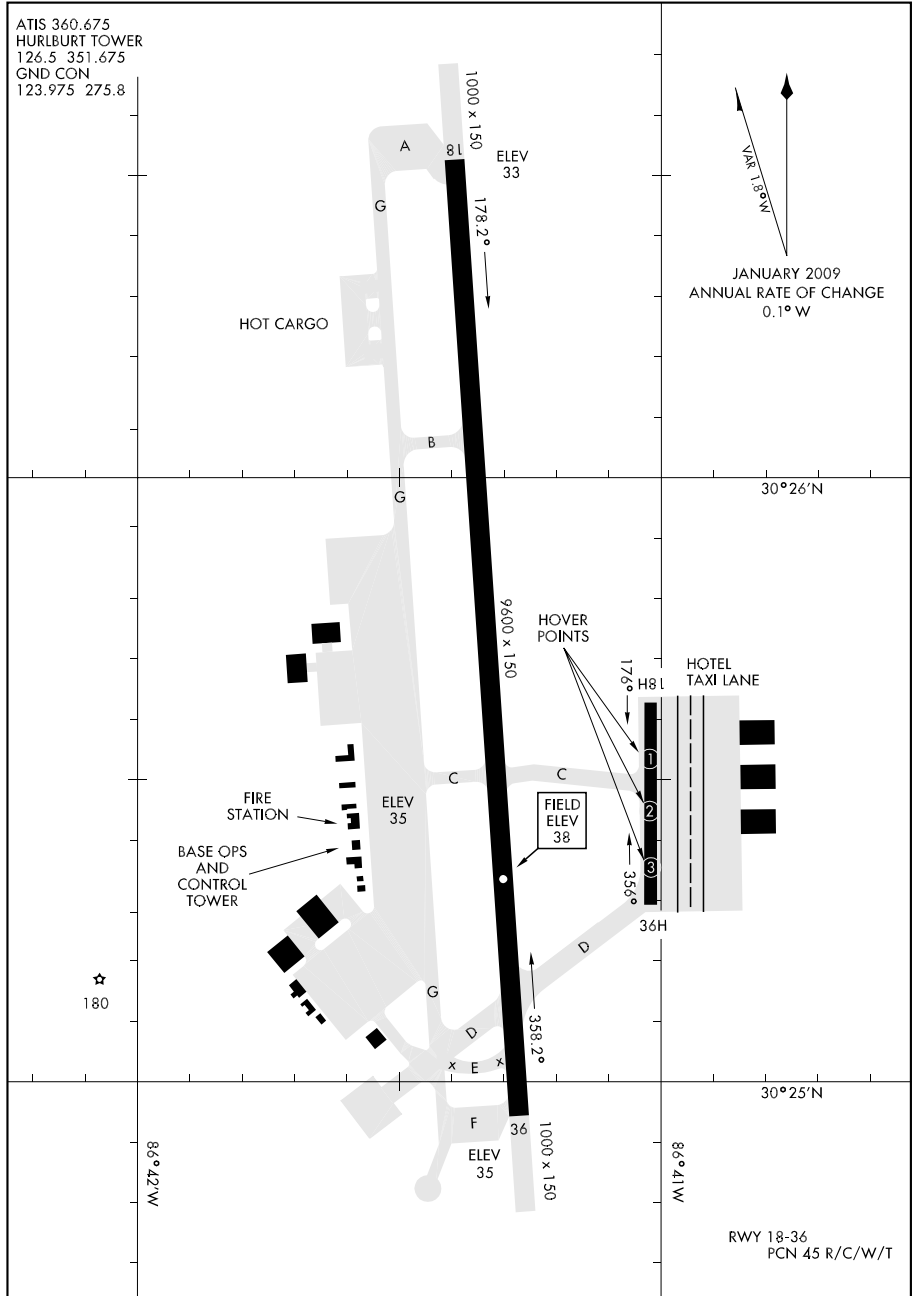 ATIS 360.675
HURLBURT TOWER
126.5 351.675
GND CON
123.975 275.8
1000 x 150
A
18
ELEV
33
VAR 1.8° W
G
178.2°
JANUARY 2009
ANNUAL RATE OF CHANGE
0.1° W
HOT CARGO
B
G
30°26'N
9600 x 150
HOVER
POINTS
176°
18H
HOTEL
TAXI LANE
1
C
C
2
FIRE
STATION
ELEV
35
FIELD
ELEV
38
BASE OPS
AND
CONTROL
TOWER
3
356°
36H
D
180
G
D
358.2°
x E x
30°25'N
F
36
ELEV
35
1000 x 150
86°42'W
86°41'W
RWY 18-36
PCN 45 R/C/W/T